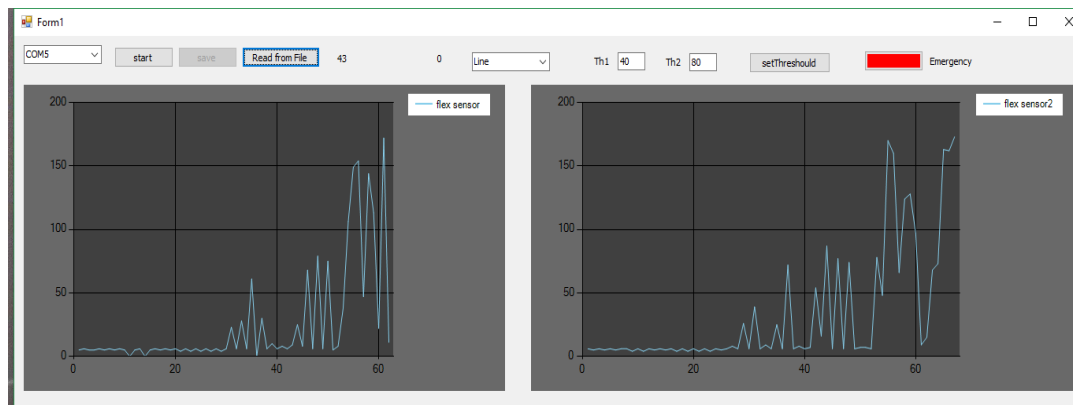 Form1
COM5 start save Read from File 43 0 Line Th1 40 Th2 80 setThreshould Emergency
flex sensor
200
150
100
50
0
0 20 40 60
flex sensor2
200
150
100
50
0
0 20 40 60